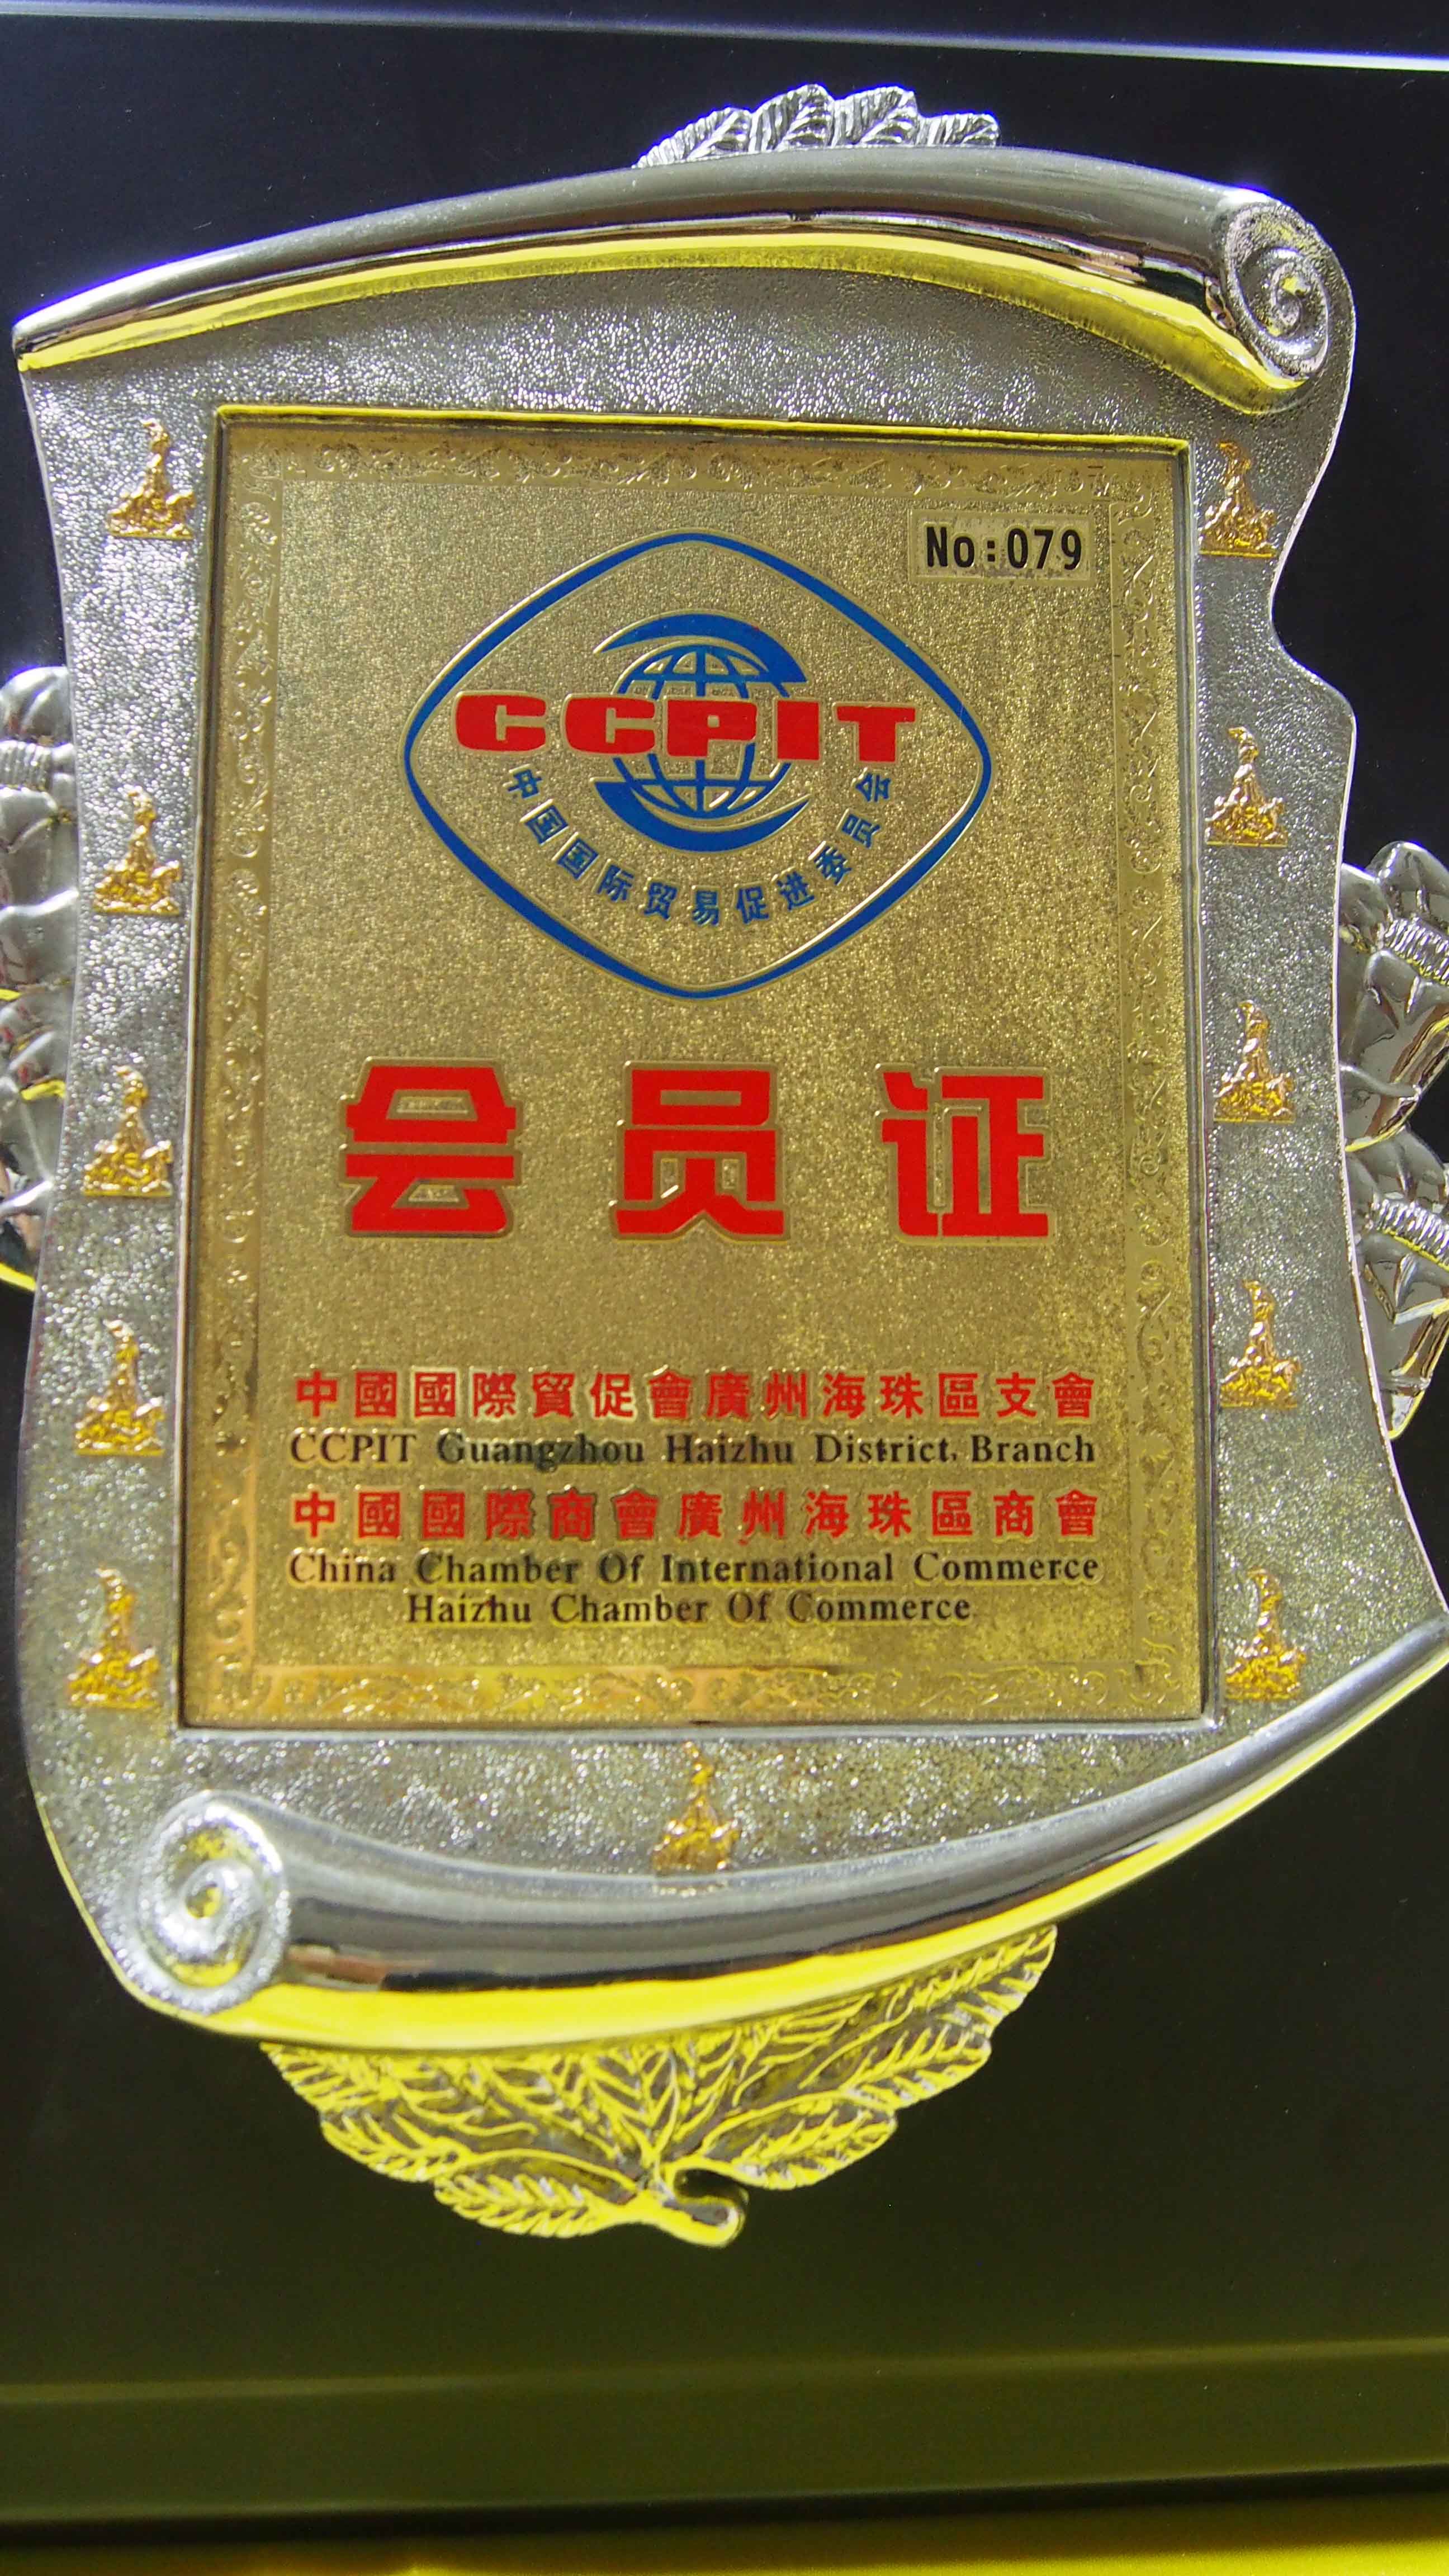 No:079
CCPIT
中国国际贸易促进委员会
会员证
中國國際貿促會廣州海珠區支會
CCPIT Guangzhou Haizhu District. Branch
中國國際商會廣州海珠區商會
China Chamber Of International Commerce
Haizhu Chamber Of Commerce